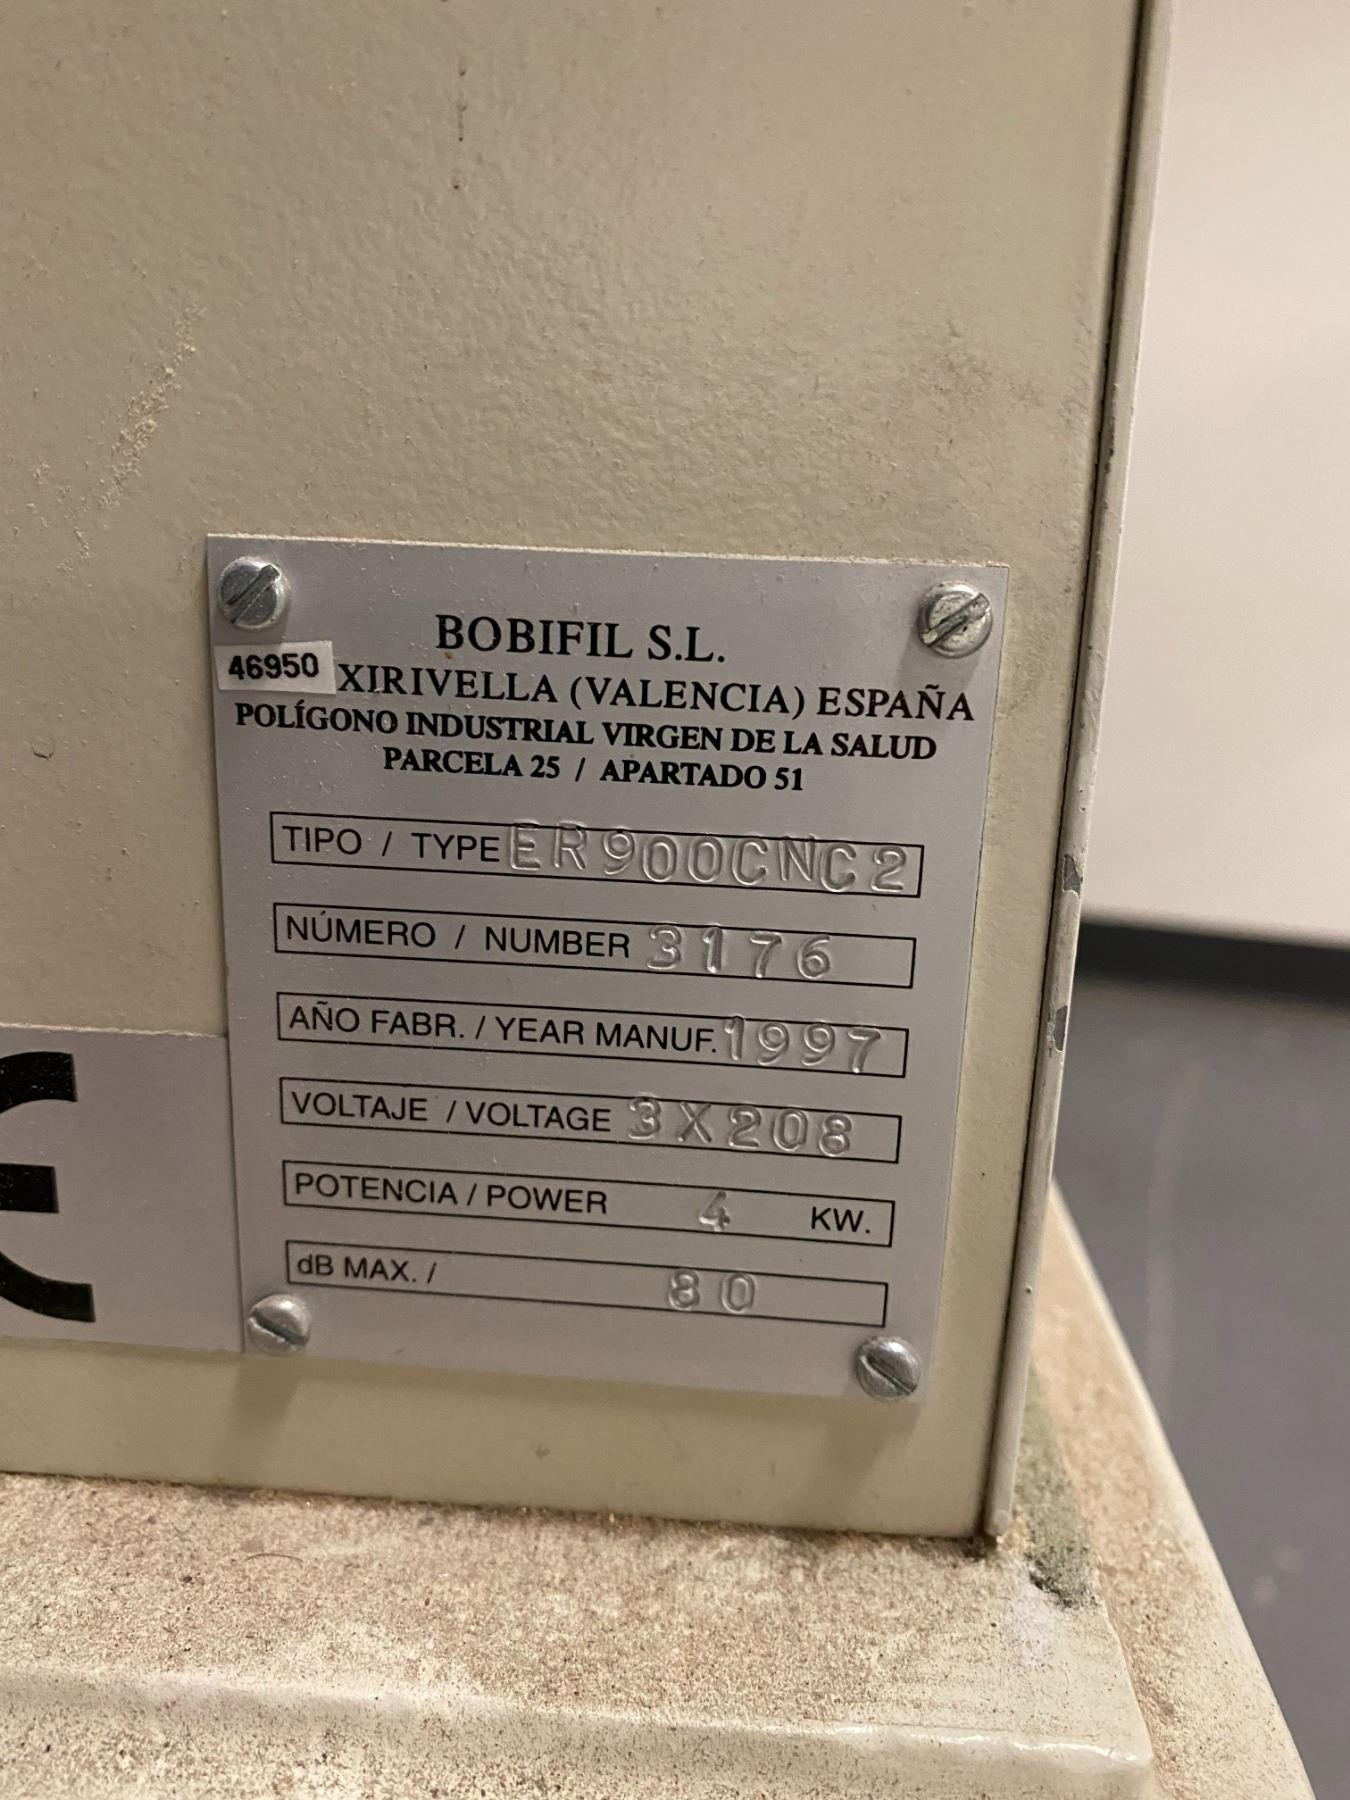 BOBIFIL S.L.
46950 XIRIVELLA (VALENCIA) ESPAÑA
POLÍGONO INDUSTRIAL VIRGEN DE LA SALUD
PARCELA 25 / APARTADO 51
TIPO / TYPE ER900CNC2
NÚMERO / NUMBER 3176
AÑO FABR. / YEAR MANUF. 1997
VOLTAJE / VOLTAGE 3X208
POTENCIA / POWER 4 KW.
dB MAX. / 80
CE